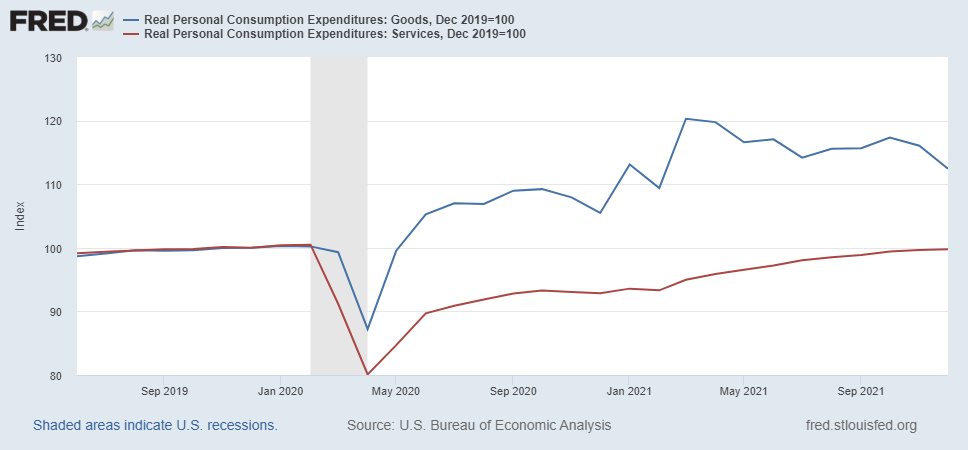 FRED
Real Personal Consumption Expenditures: Goods, Dec 2019=100
Real Personal Consumption Expenditures: Services, Dec 2019=100
130
120
110
100
90
80
Index
Sep 2019 Jan 2020 May 2020 Sep 2020 Jan 2021 May 2021 Sep 2021
Shaded areas indicate U.S. recessions. Source: U.S. Bureau of Economic Analysis fred.stlouisfed.org